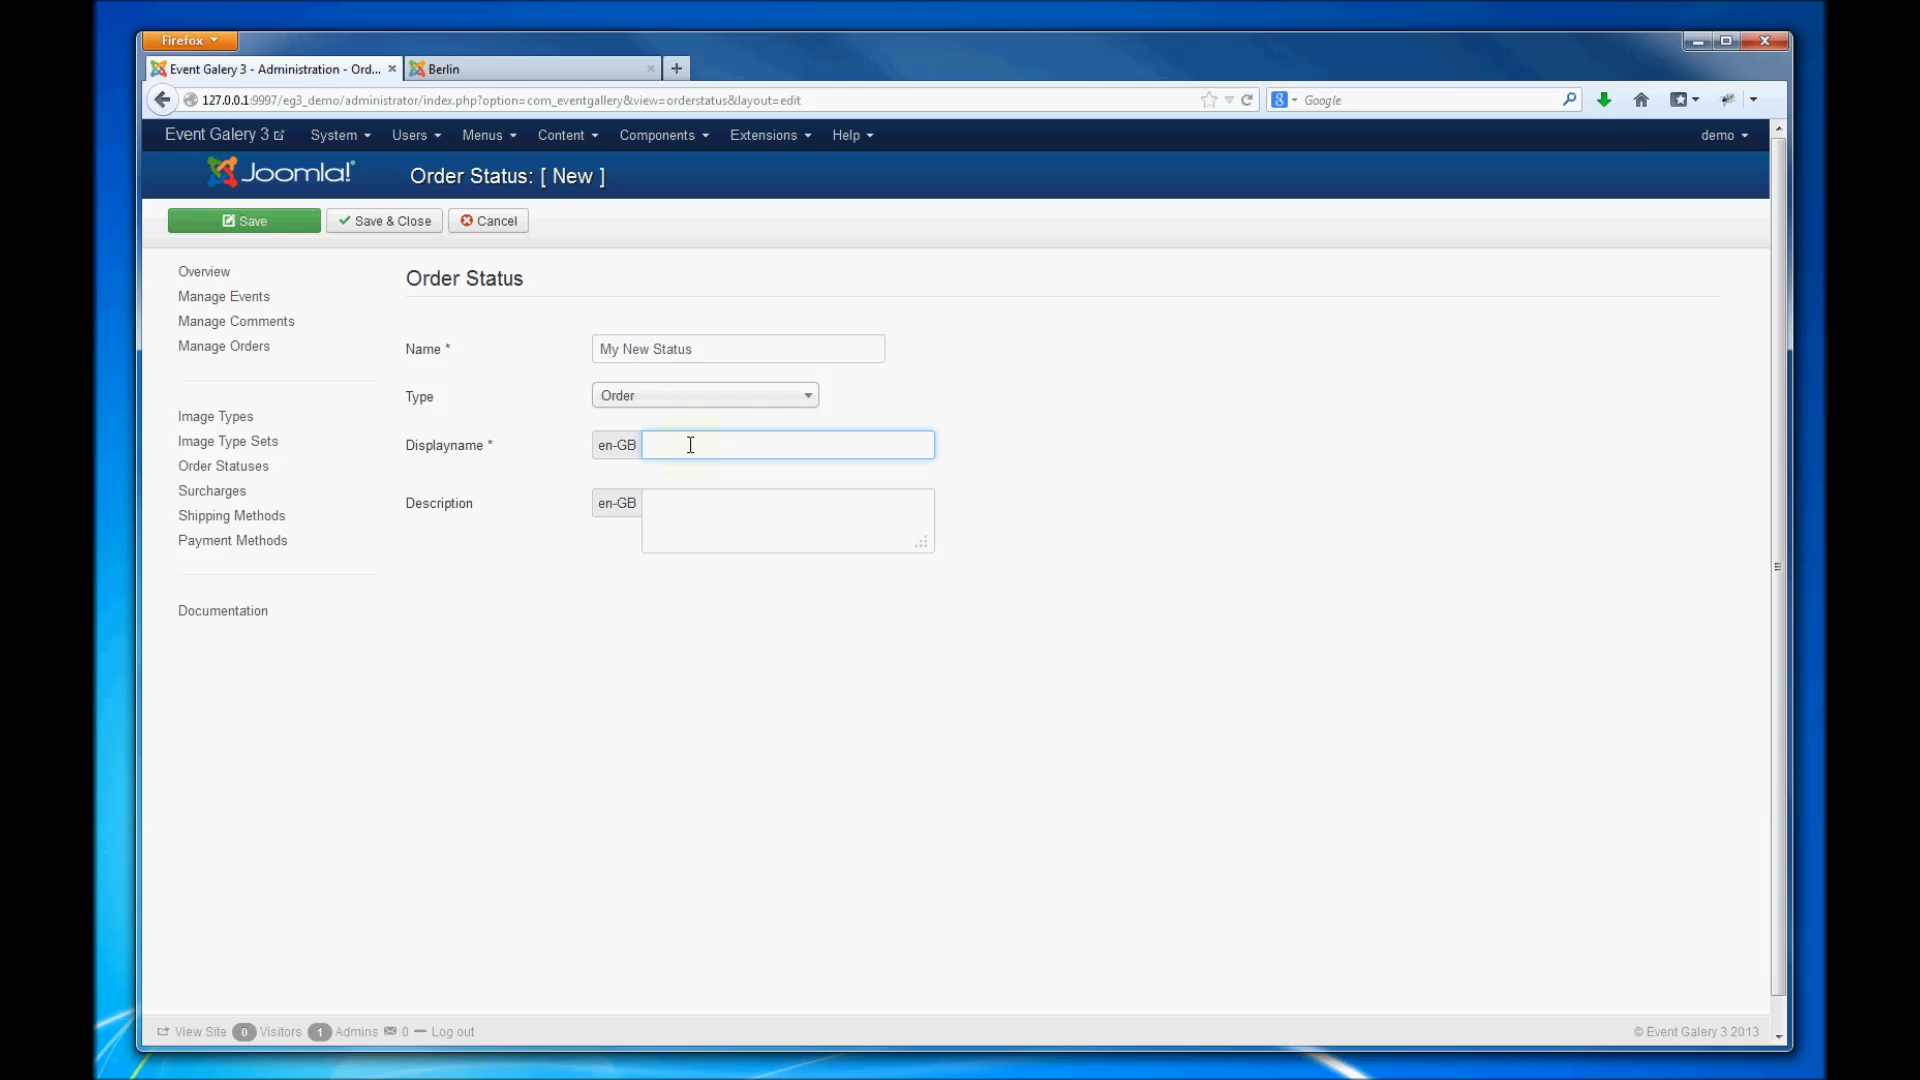 Firefox
Event Galery 3 - Administration - Ord...
Berlin
127.0.0.1:9997/eg3_demo/administrator/index.php?option=com_eventgallery&view=orderstatus&layout=edit
Google
Event Galery 3 System Users Menus Content Components Extensions Help demo
Joomla!® Order Status: [ New ]
Save Save & Close Cancel
Overview
Manage Events
Manage Comments
Manage Orders
Image Types
Image Type Sets
Order Statuses
Surcharges
Shipping Methods
Payment Methods
Documentation
Order Status
Name * My New Status
Type Order
Displayname * en-GB
Description en-GB
View Site 0 Visitors 1 Admins 0 Log out
© Event Galery 3 2013